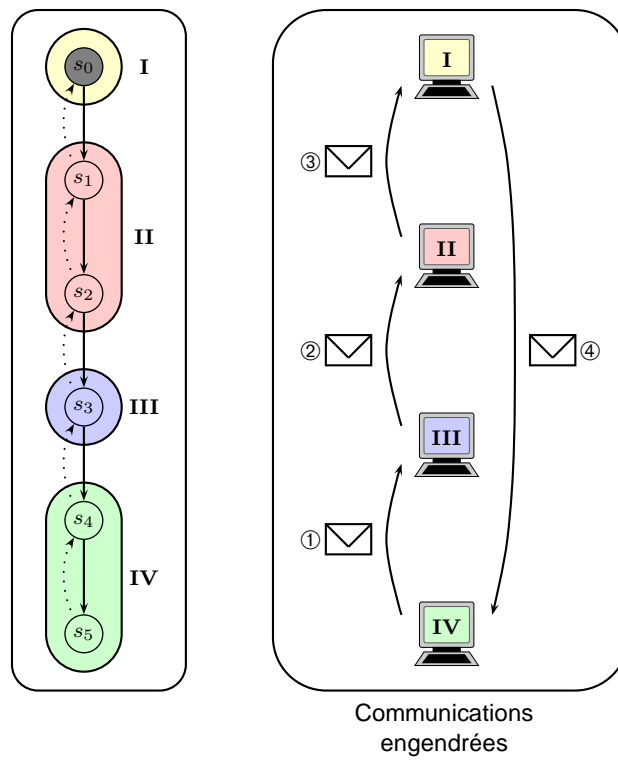 s0
I
s1
II
s2
s3
III
s4
IV
s5
I
③
II
②
④
III
①
IV
Communications
engendrées